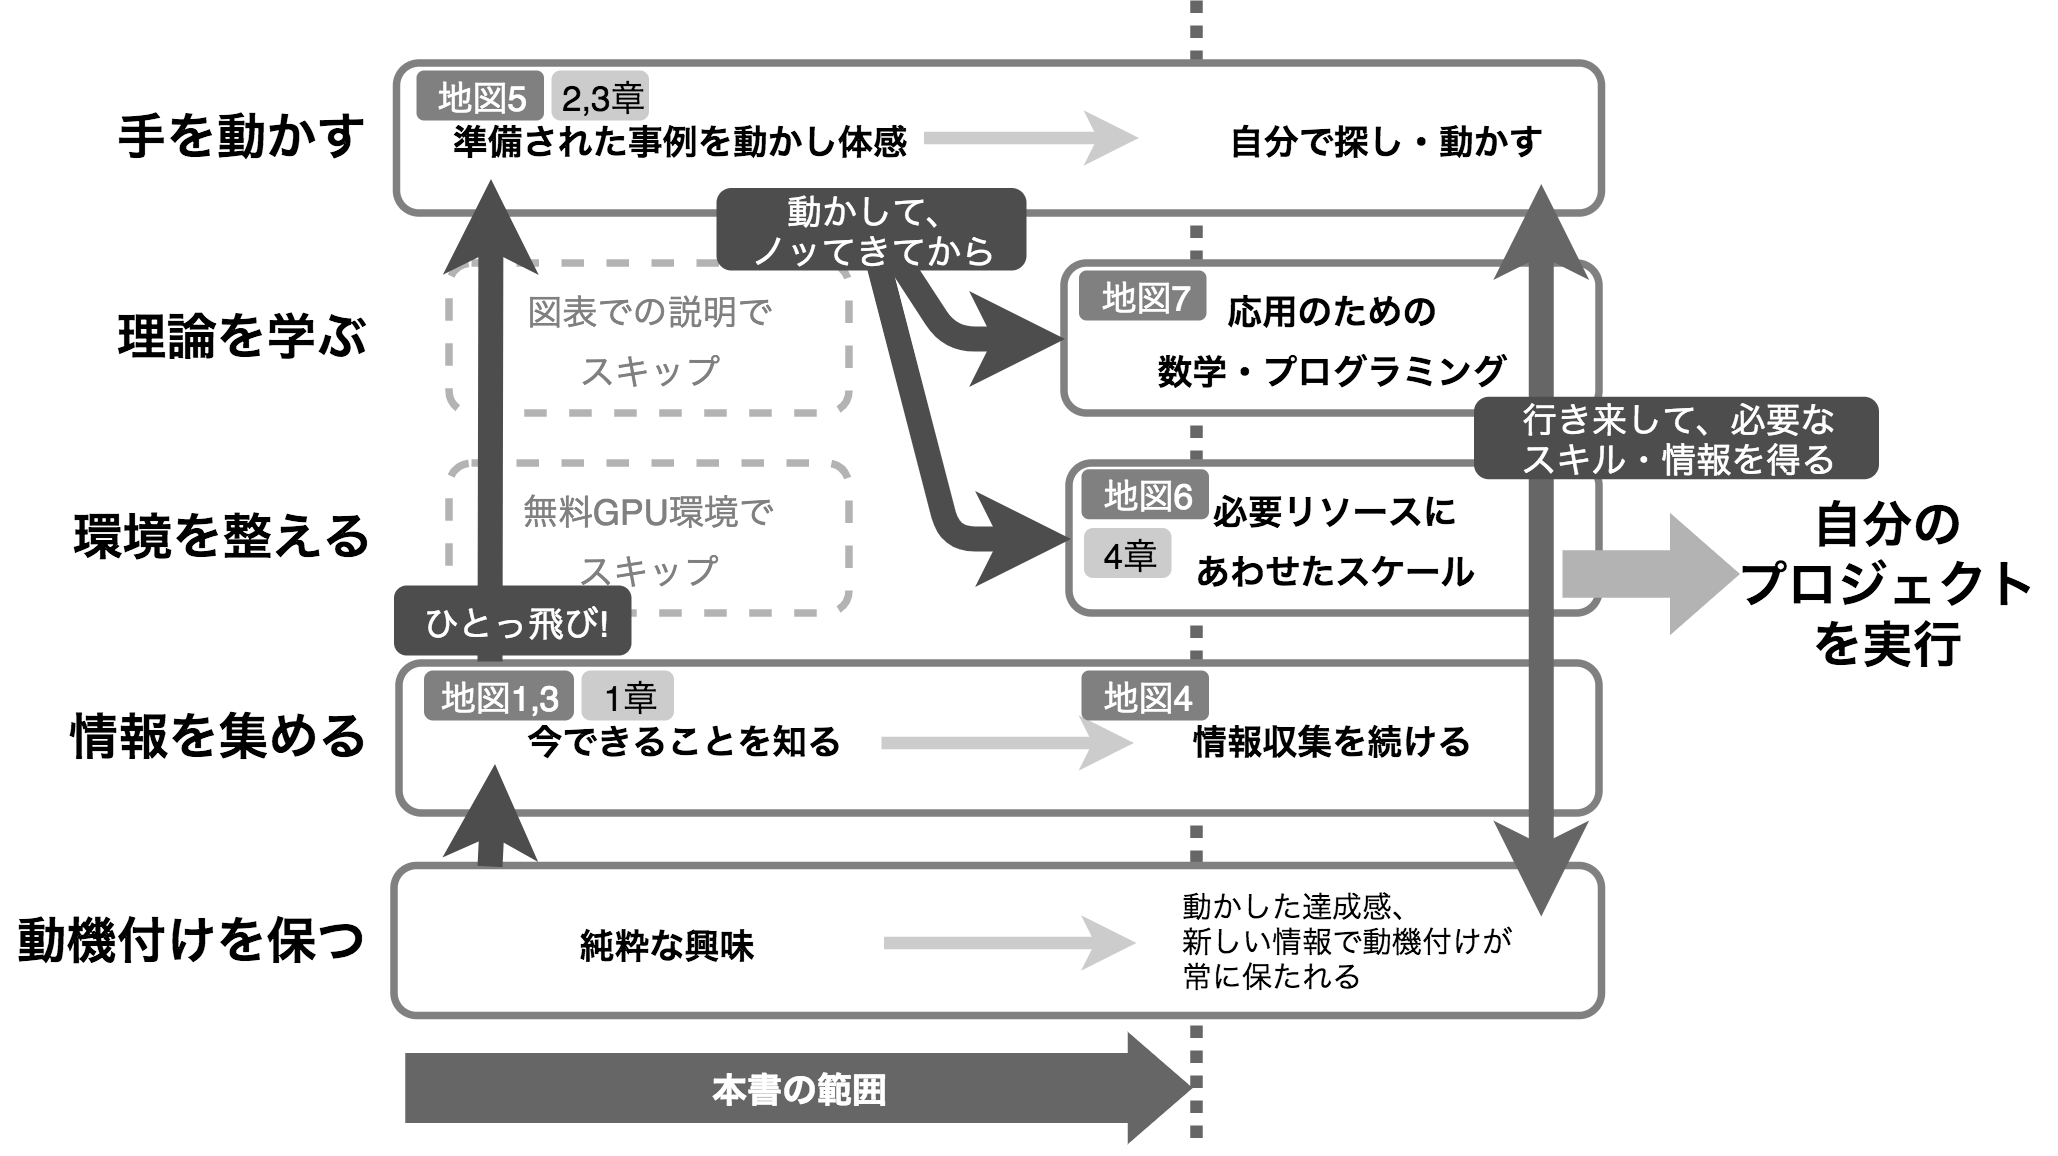 手を動かす
地図5
2,3章
準備された事例を動かし体感
自分で探し・動かす
動かして、
ノッてきてから
理論を学ぶ
図表での説明で
スキップ
地図7
応用のための
数学・プログラミング
行き来して、必要な
スキル・情報を得る
環境を整える
無料GPU環境で
スキップ
地図6
4章
必要リソースに
あわせたスケール
自分の
プロジェクト
を実行
ひとっ飛び!
情報を集める
地図1,3
1章
今できることを知る
地図4
情報収集を続ける
動機付けを保つ
純粋な興味
動かした達成感、
新しい情報で動機付けが
常に保たれる
本書の範囲